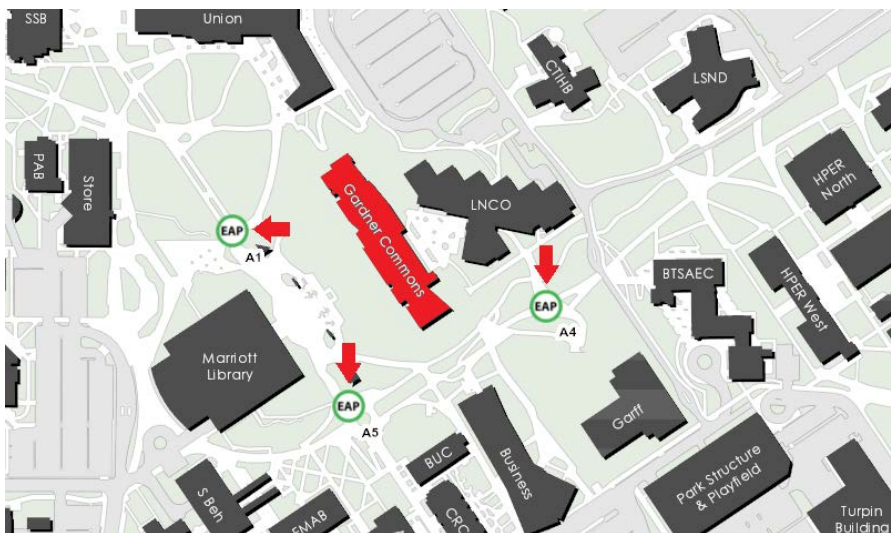 SSB
Union
CTIHB
LSND
PAB
Store
Gardner Commons
LNCO
HPER
North
EAP
A1
EAP
A4
BTSAEC
HPER West
Marriott
Library
EAP
A5
Garff
BUC
Business
S Beh
FMAB
CRC
Park Structure
& Playfield
Turpin
Building